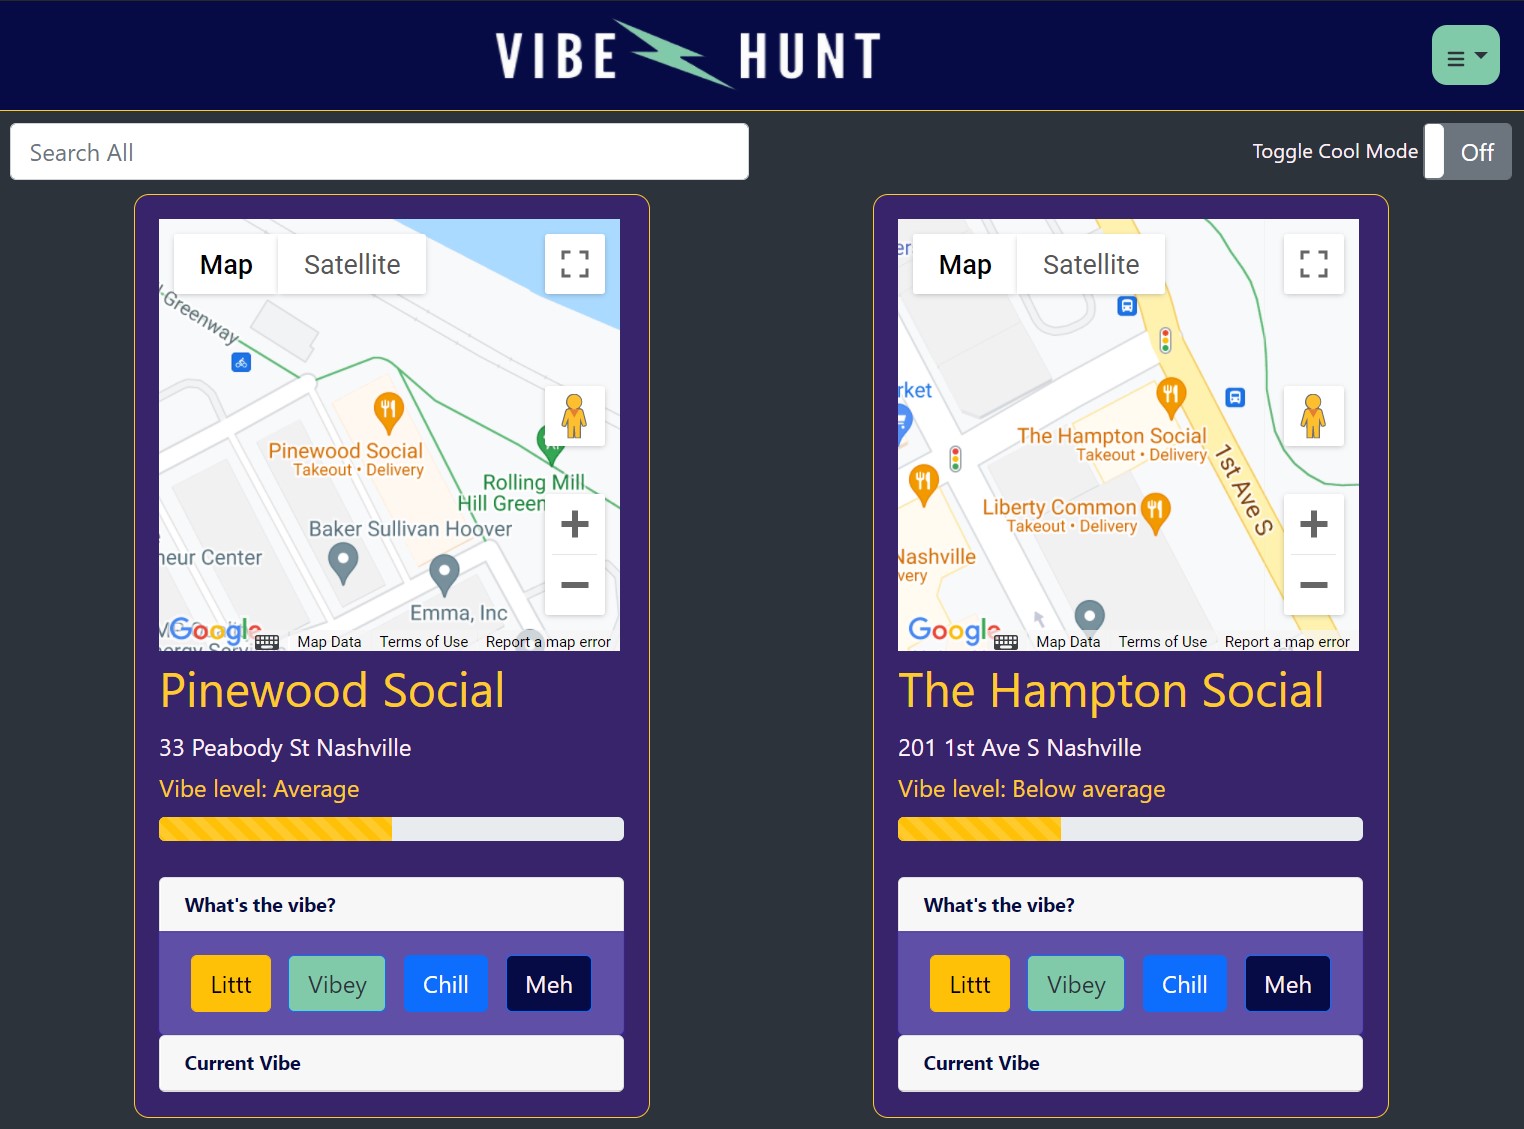 VIBE HUNT
Search All
Toggle Cool Mode Off
Map Satellite
Greenway
Pinewood Social
Takeout • Delivery
Rolling Mill
Hill Green
Baker Sullivan Hoover
neur Center
Emma, Inc
Google
Map Data Terms of Use Report a map error
Pinewood Social
33 Peabody St Nashville
Vibe level: Average
What's the vibe?
Littt Vibey Chill Meh
Current Vibe
Map Satellite
rket
The Hampton Social
Takeout • Delivery
1st Ave S
Liberty Common
Takeout • Delivery
Nashville
very
Google
Map Data Terms of Use Report a map error
The Hampton Social
201 1st Ave S Nashville
Vibe level: Below average
What's the vibe?
Littt Vibey Chill Meh
Current Vibe